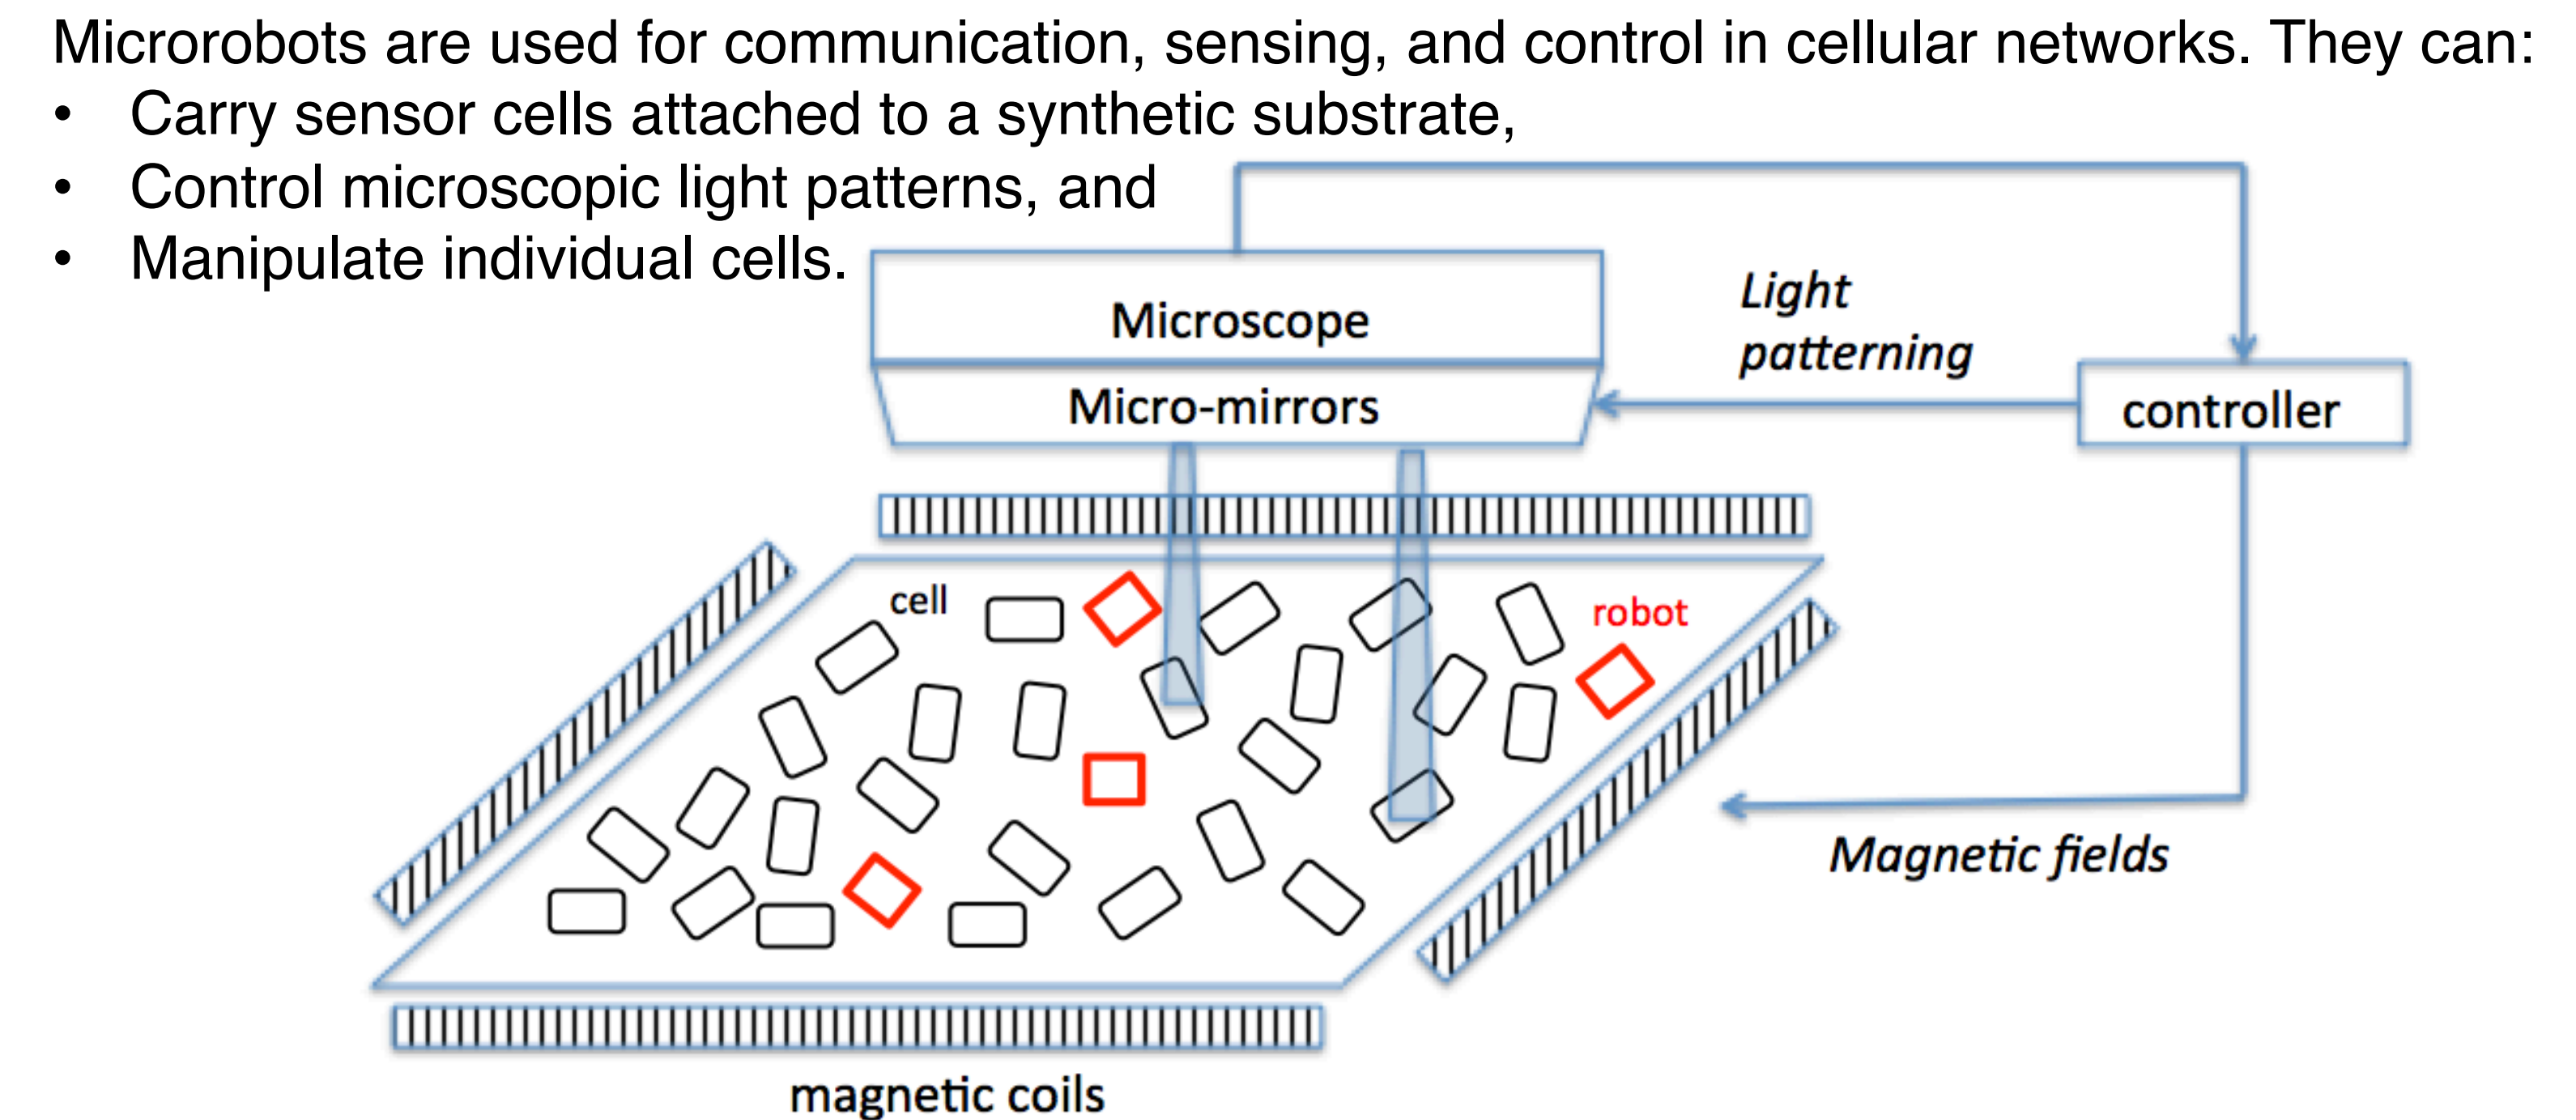 Microrobots are used for communication, sensing, and control in cellular networks. They can:
• Carry sensor cells attached to a synthetic substrate,
• Control microscopic light patterns, and
• Manipulate individual cells.
Microscope
Light
patterning
Micro-mirrors
controller
cell
robot
Magnetic fields
magnetic coils